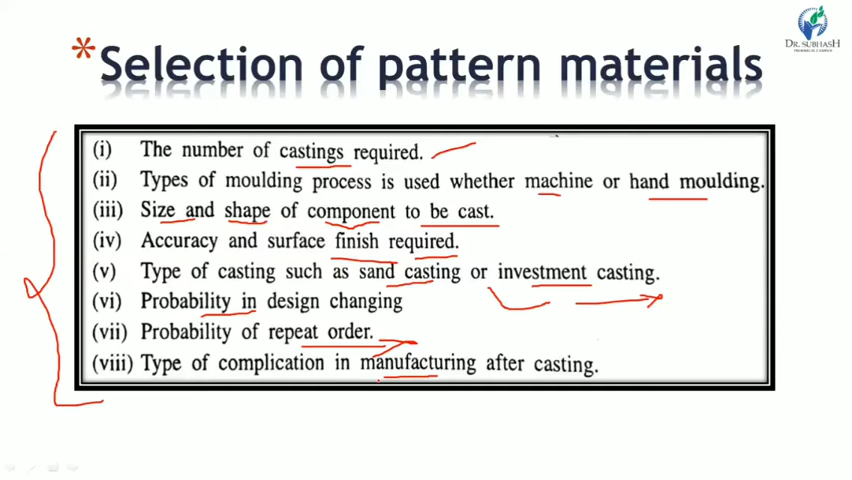 * Selection of pattern materials
DR. SUBHASH
(i) The number of castings required.
(ii) Types of moulding process is used whether machine or hand moulding.
(iii) Size and shape of component to be cast.
(iv) Accuracy and surface finish required.
(v) Type of casting such as sand casting or investment casting.
(vi) Probability in design changing
(vii) Probability of repeat order.
(viii) Type of complication in manufacturing after casting.